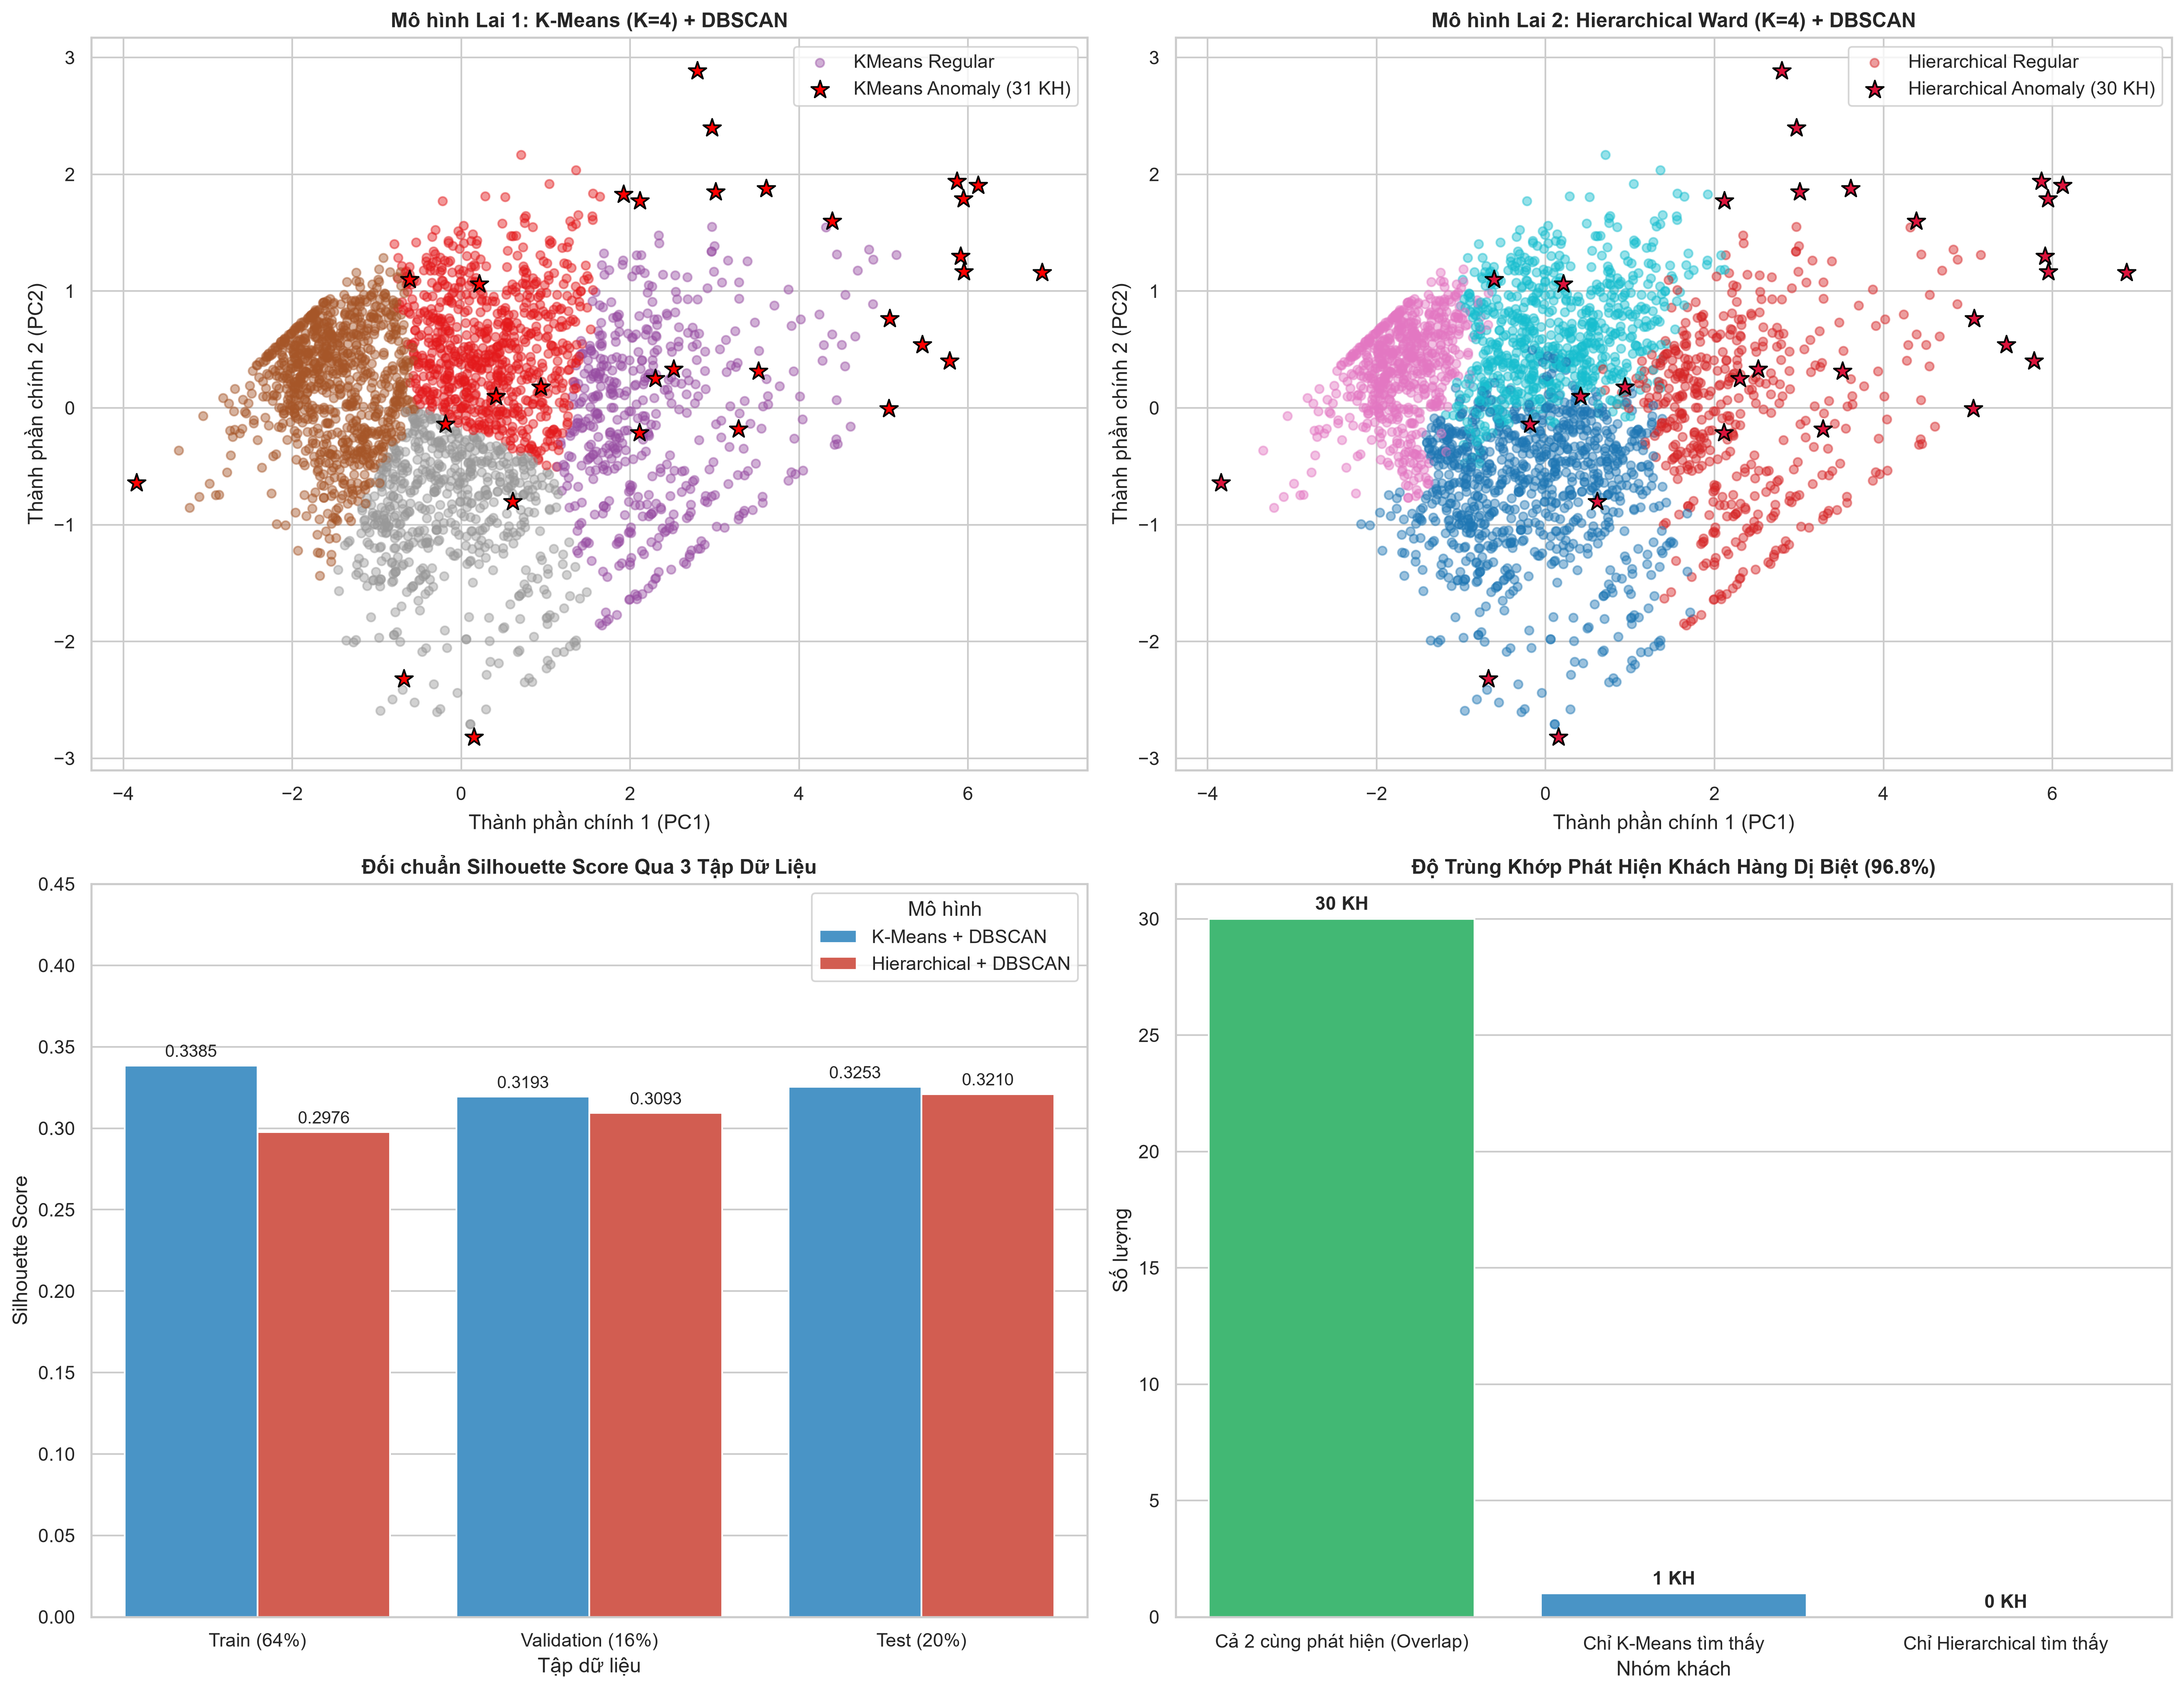 Mô hình Lai 1: K-Means (K=4) + DBSCAN
KMeans Regular
KMeans Anomaly (31 KH)
Thành phần chính 2 (PC2)
3
2
1
0
−1
−2
−3
−4 −2 0 2 4 6
Thành phần chính 1 (PC1)
Mô hình Lai 2: Hierarchical Ward (K=4) + DBSCAN
Hierarchical Regular
Hierarchical Anomaly (30 KH)
Thành phần chính 2 (PC2)
3
2
1
0
−1
−2
−3
−4 −2 0 2 4 6
Thành phần chính 1 (PC1)
Đối chuẩn Silhouette Score Qua 3 Tập Dữ Liệu
Mô hình
K-Means + DBSCAN
Hierarchical + DBSCAN
Silhouette Score
0.45
0.40
0.35
0.30
0.25
0.20
0.15
0.10
0.05
0.00
0.3385
0.2976
0.3193
0.3093
0.3253
0.3210
Train (64%) Validation (16%) Test (20%)
Tập dữ liệu
Độ Trùng Khớp Phát Hiện Khách Hàng Dị Biệt (96.8%)
Số lượng
30
25
20
15
10
5
0
30 KH
1 KH
0 KH
Cả 2 cùng phát hiện (Overlap) Chỉ K-Means tìm thấy Chỉ Hierarchical tìm thấy
Nhóm khách